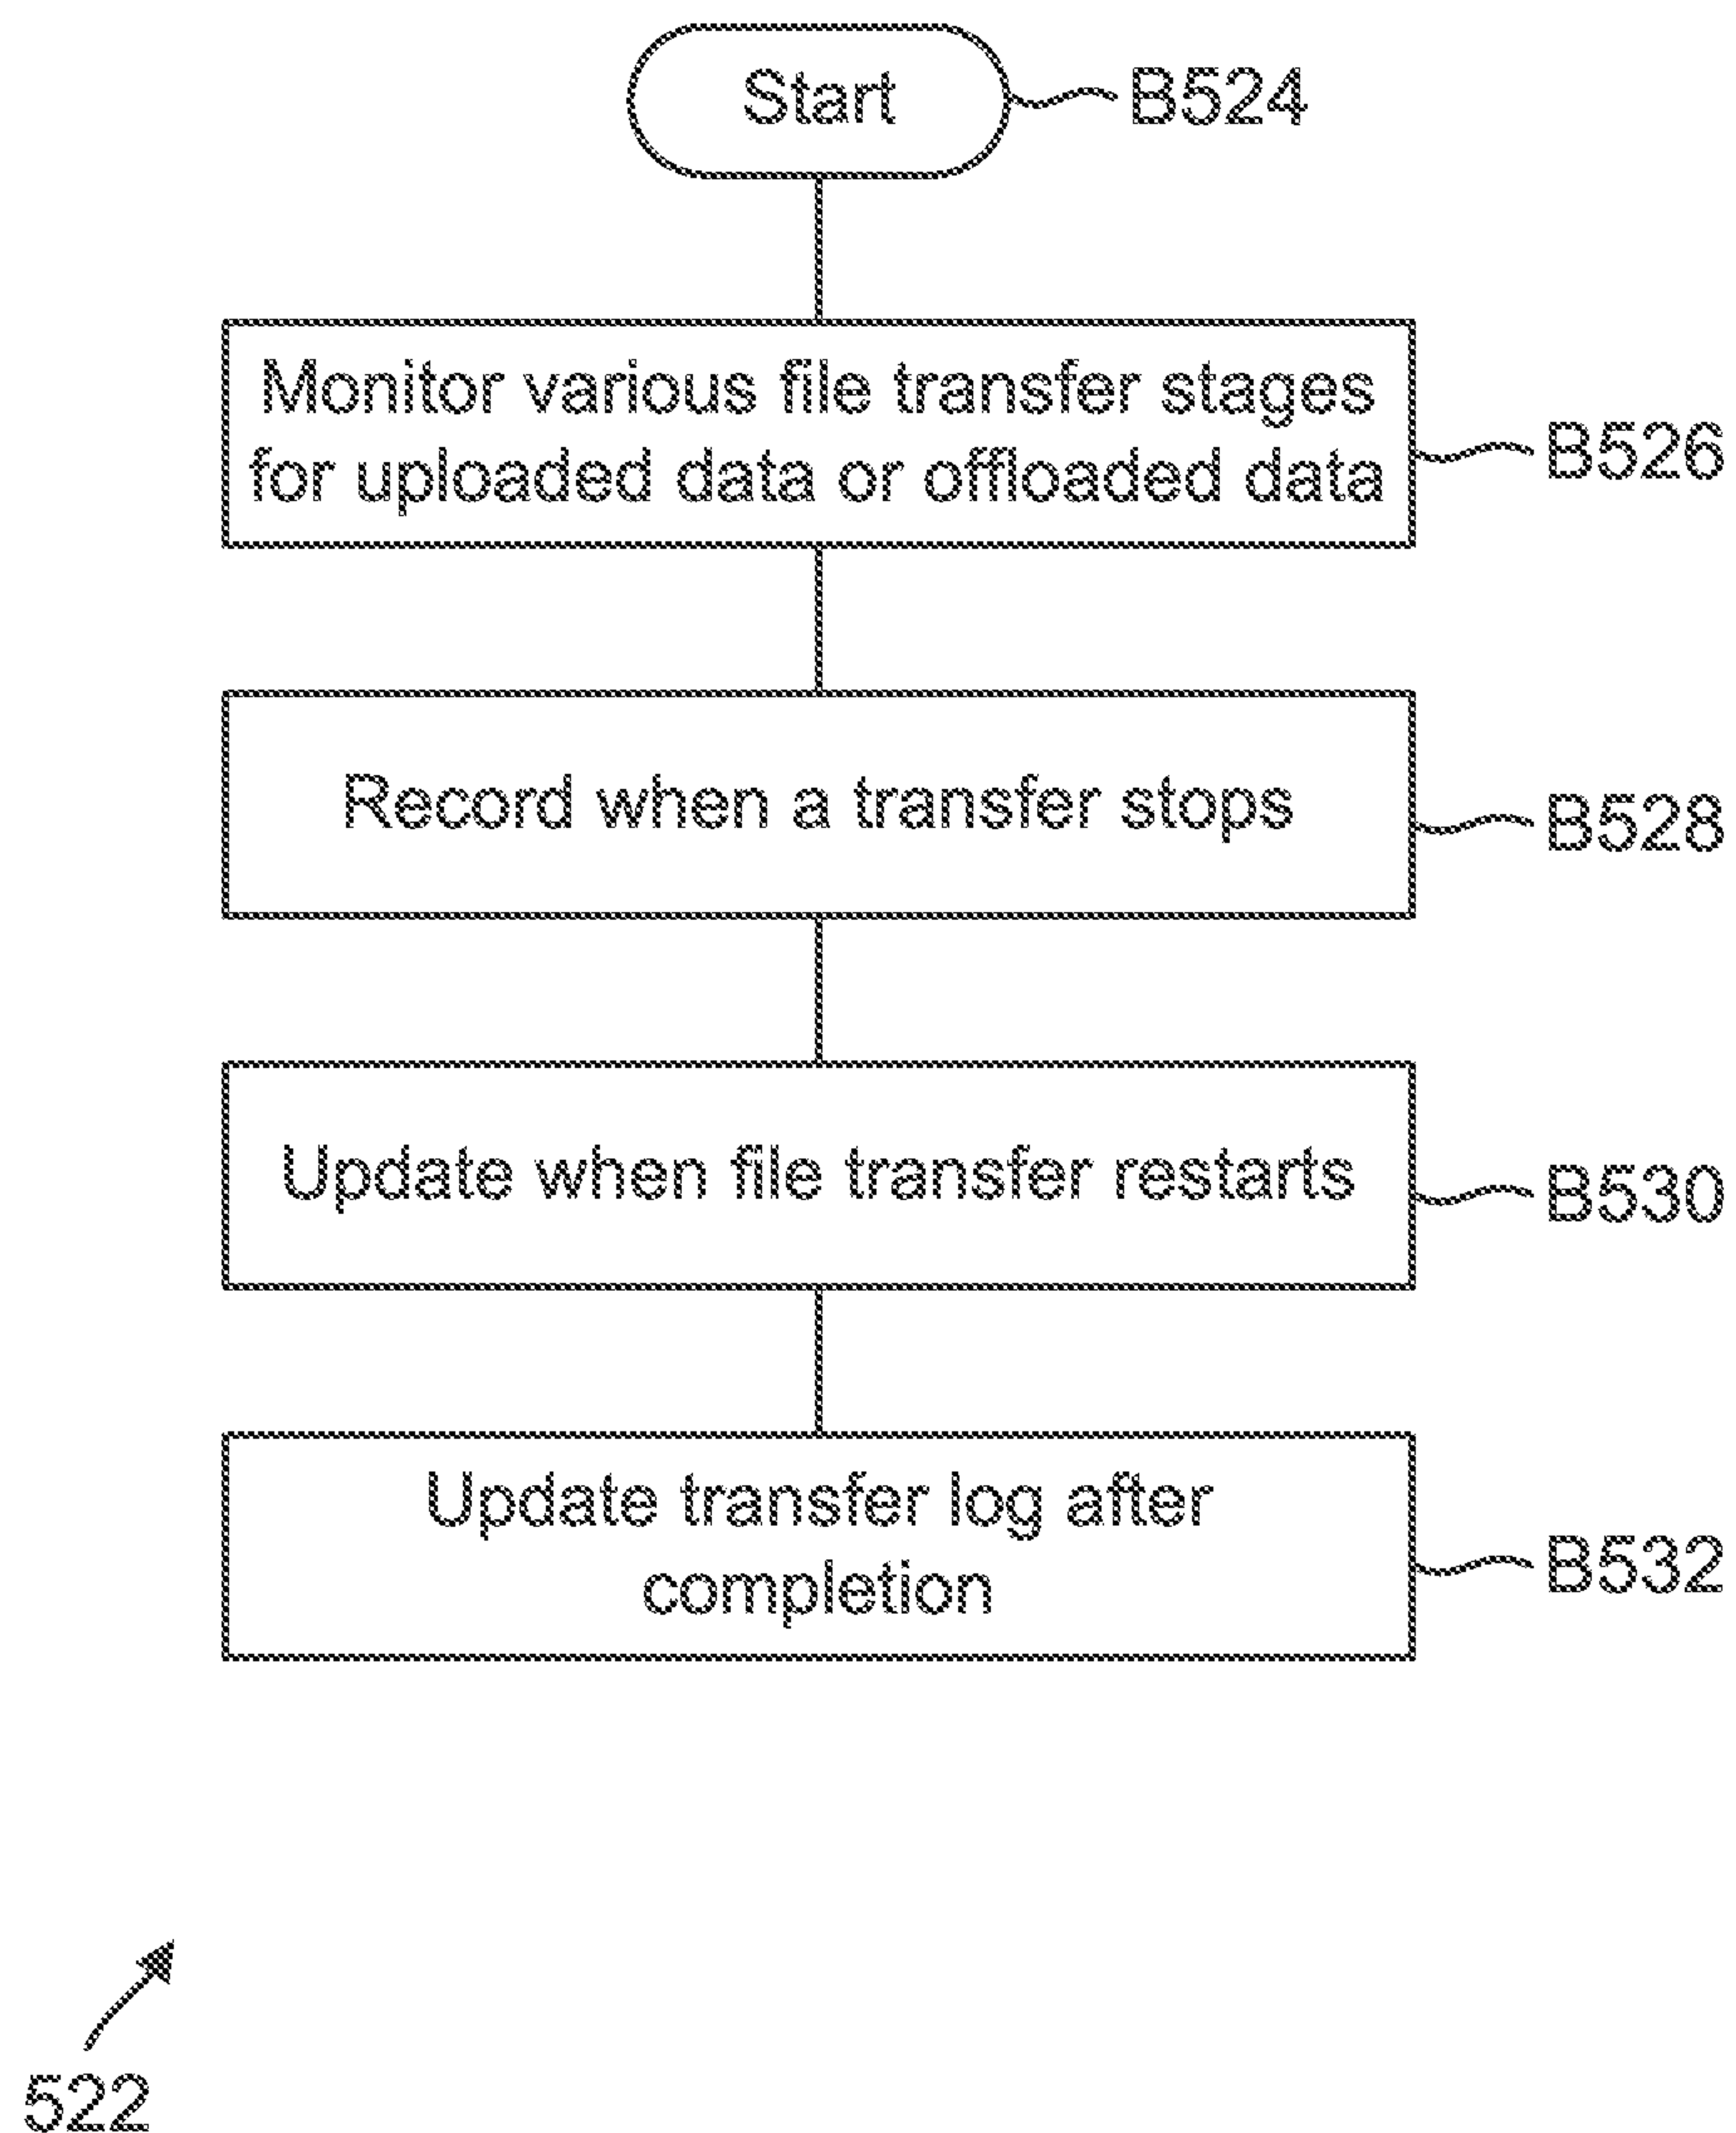 Start
B524
Monitor various file transfer stages
for uploaded data or offloaded data
B526
Record when a transfer stops
B528
Update when file transfer restarts
B530
Update transfer log after
completion
B532
522